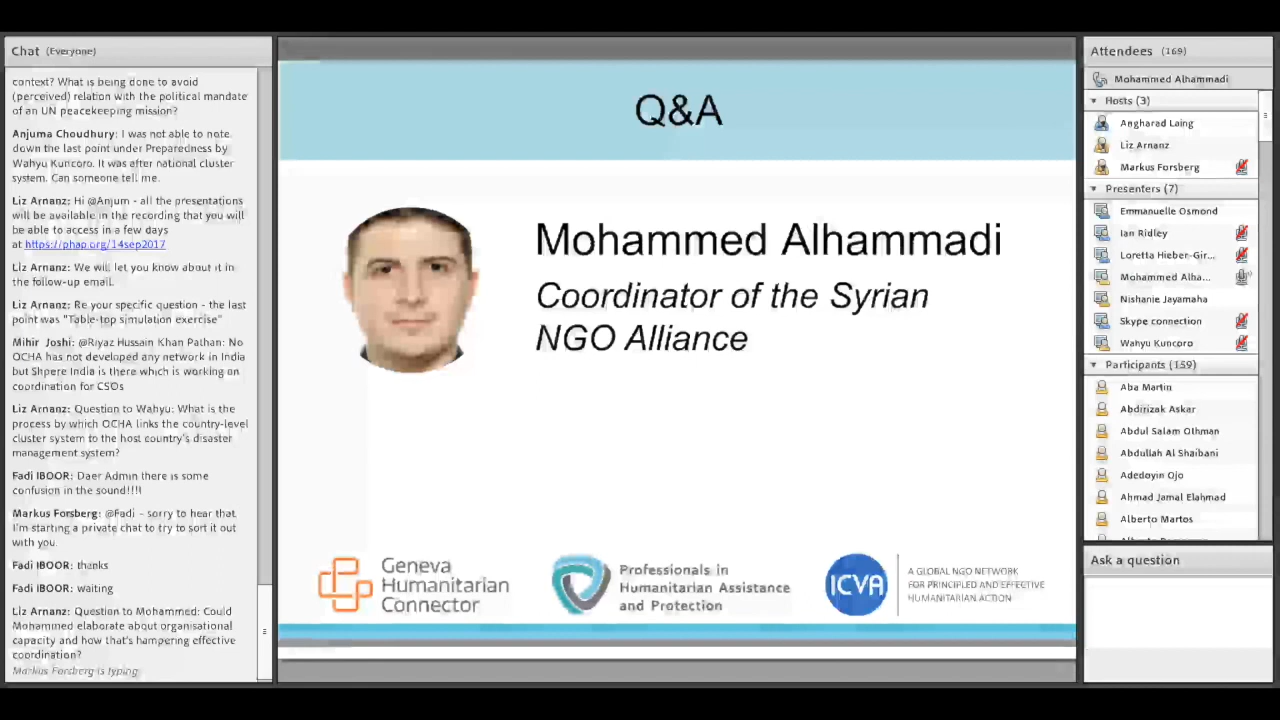 Chat (Everyone)
context? What is being done to avoid
(perceived) relation with the political mandate
of an UN peacekeeping mission?
Anjuma Choudhury: I was not able to note
down the last point under Preparedness by
Wahyu Kuncoro. It was after national cluster
system. Can someone tell me.
Liz Arnanz: Hi @Anjum - all the presentations
will be available in the recording that you will
be able to access in a few days
at https://phap.org/14sep2017
Liz Arnanz: We will let you know about it in
the follow-up email.
Liz Arnanz: Re your specific question - the last
point was "Table-top simulation exercise"
Mihir Joshi: @Riyaz Hussain Khan Pathan: No
OCHA has not developed any network in India
but Shpere India is there which is working on
coordination for CSOs
Liz Arnanz: Question to Wahyu: What is the
process by which OCHA links the country-level
cluster system to the host country's disaster
management system?
Fadi IBOOR: Daer Admin there is some
confusion in the sound!!!!
Markus Forsberg: @Fadi - sorry to hear that.
I'm starting a private chat to try to sort it out
with you.
Fadi IBOOR: thanks
Fadi IBOOR: waiting
Liz Arnanz: Question to Mohammed: Could
Mohammed elaborate about organisational
capacity and how that's hampering effective
coordination?
Markus Forsberg is typing
Q&A
Mohammed Alhammadi
Coordinator of the Syrian
NGO Alliance
Geneva
Humanitarian
Connector
Professionals in
Humanitarian Assistance
and Protection
ICVA
A GLOBAL NGO NETWORK
FOR PRINCIPLED AND EFFECTIVE
HUMANITARIAN ACTION
Attendees (169)
Mohammed Alhammadi
Hosts (3)
Angharad Laing
Liz Arnanz
Markus Forsberg
Presenters (7)
Emmanuelle Osmond
Ian Ridley
Loretta Hieber-Gir...
Mohammed Alha...
Nishanie Jayamaha
Skype connection
Wahyu Kuncoro
Participants (159)
Aba Martin
Abdirizak Askar
Abdul Salam Othman
Abdullah Al Shaibani
Adedoyin Ojo
Ahmad Jamal Elahmad
Alberto Martos
Ask a question